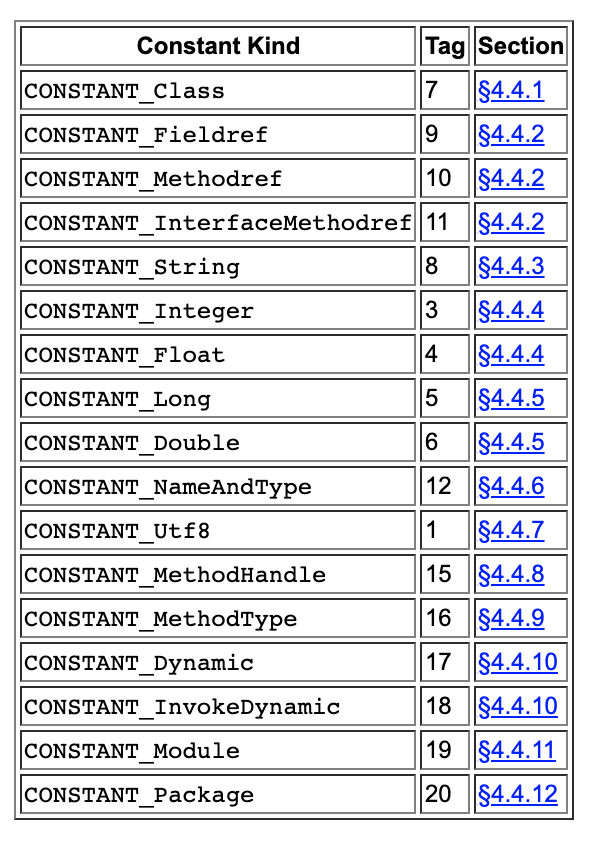 Constant Kind Tag Section
CONSTANT_Class 7 §4.4.1
CONSTANT_Fieldref 9 §4.4.2
CONSTANT_Methodref 10 §4.4.2
CONSTANT_InterfaceMethodref 11 §4.4.2
CONSTANT_String 8 §4.4.3
CONSTANT_Integer 3 §4.4.4
CONSTANT_Float 4 §4.4.4
CONSTANT_Long 5 §4.4.5
CONSTANT_Double 6 §4.4.5
CONSTANT_NameAndType 12 §4.4.6
CONSTANT_Utf8 1 §4.4.7
CONSTANT_MethodHandle 15 §4.4.8
CONSTANT_MethodType 16 §4.4.9
CONSTANT_Dynamic 17 §4.4.10
CONSTANT_InvokeDynamic 18 §4.4.10
CONSTANT_Module 19 §4.4.11
CONSTANT_Package 20 §4.4.12